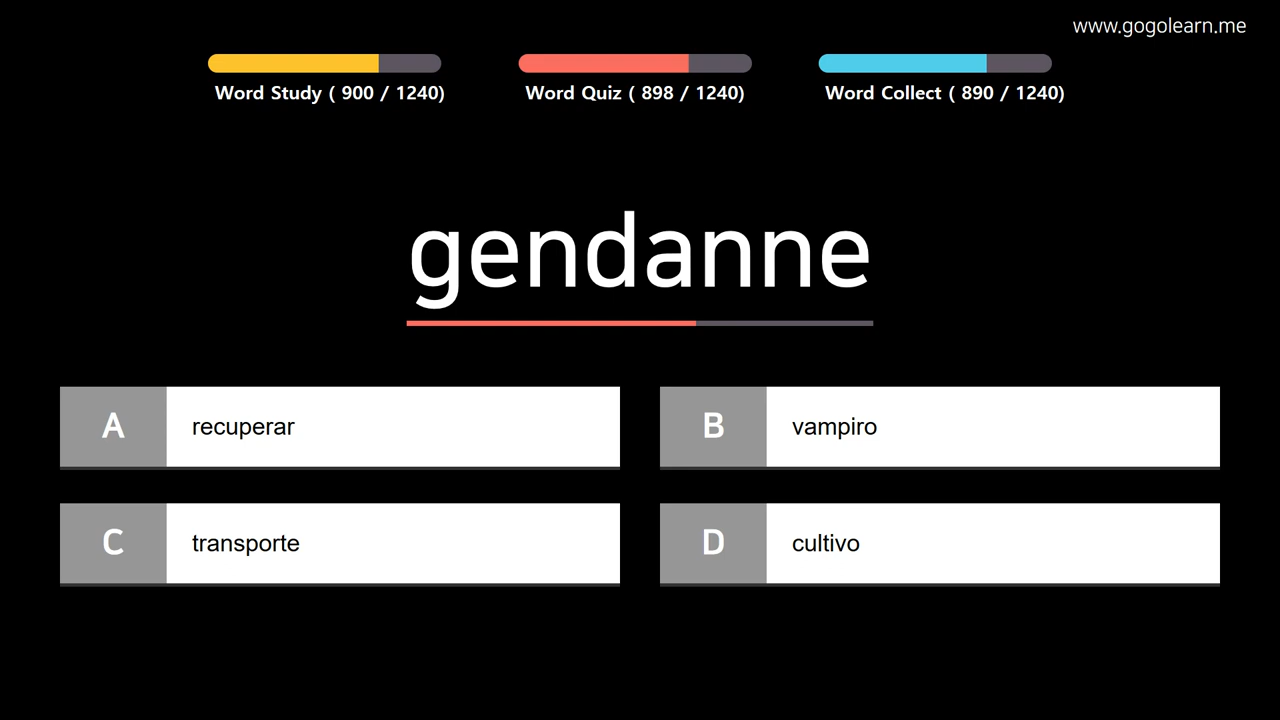 www.gogolearn.me
Word Study ( 900 / 1240)
Word Quiz ( 898 / 1240)
Word Collect ( 890 / 1240)
gendanne
A recuperar
B vampiro
C transporte
D cultivo